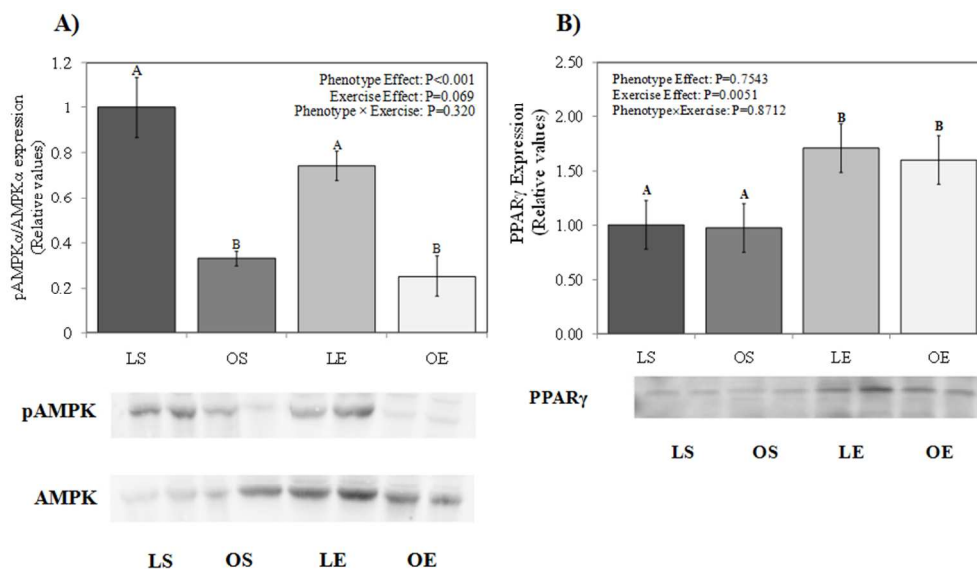 A)
pAMPKα/AMPKα expression
(Relative values)
1.2
1
0.8
0.6
0.4
0.2
0
Phenotype Effect: P<0.001
Exercise Effect: P=0.069
Phenotype × Exercise: P=0.320
A
B
A
B
LS OS LE OE
pAMPK
AMPK
LS OS LE OE
B)
PPARγ Expression
(Relative values)
2.50
2.00
1.50
1.00
0.50
0.00
Phenotype Effect: P=0.7543
Exercise Effect: P=0.0051
Phenotype×Exercise: P=0.8712
A
A
B
B
LS OS LE OE
PPARγ
LS OS LE OE